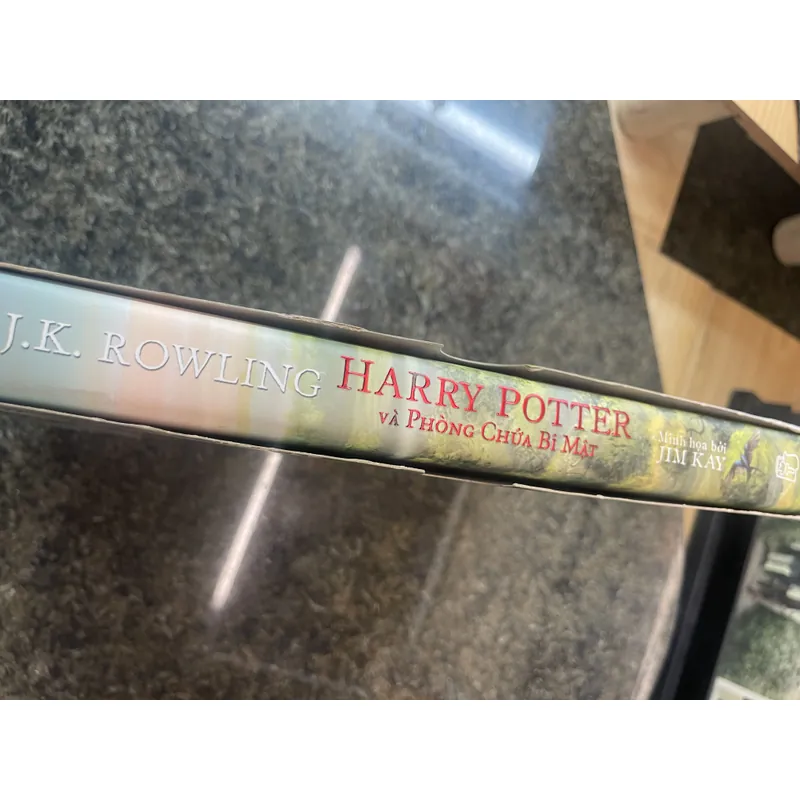 J.K. ROWLING
HARRY POTTER
VÀ PHÒNG CHỨA BÍ MẬT
Minh họa bởi
JIM KAY